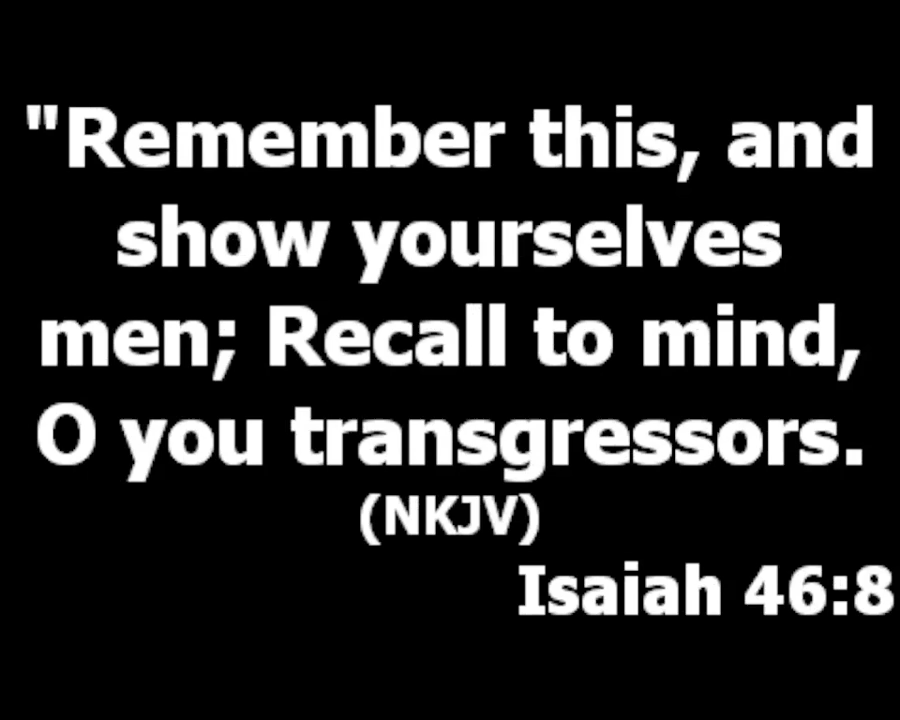 "Remember this, and
show yourselves
men; Recall to mind,
O you transgressors.
(NKJV)
Isaiah 46:8